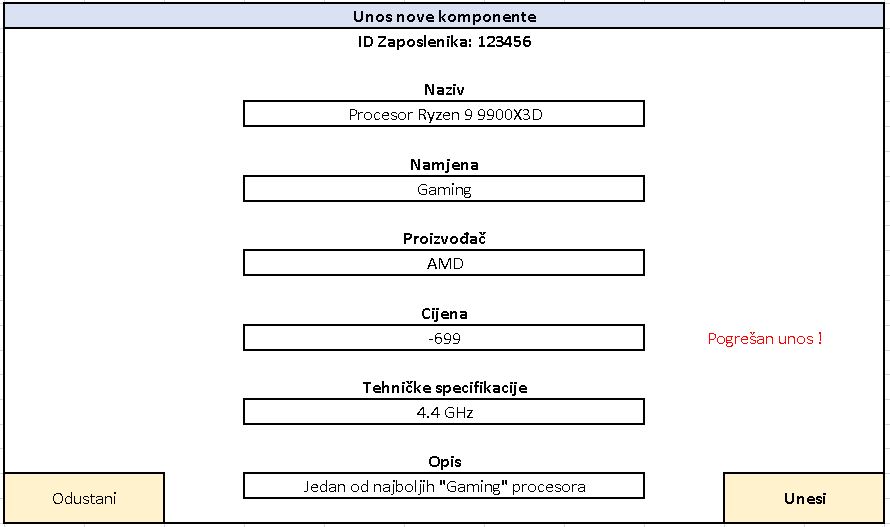 Unos nove komponente
ID Zaposlenika: 123456
Naziv
Procesor Ryzen 9 9900X3D
Namjena
Gaming
Proizvođač
AMD
Cijena
-699
Pogrešan unos !
Tehničke specifikacije
4.4 GHz
Opis
Jedan od najboljih "Gaming" procesora
Odustani
Unesi